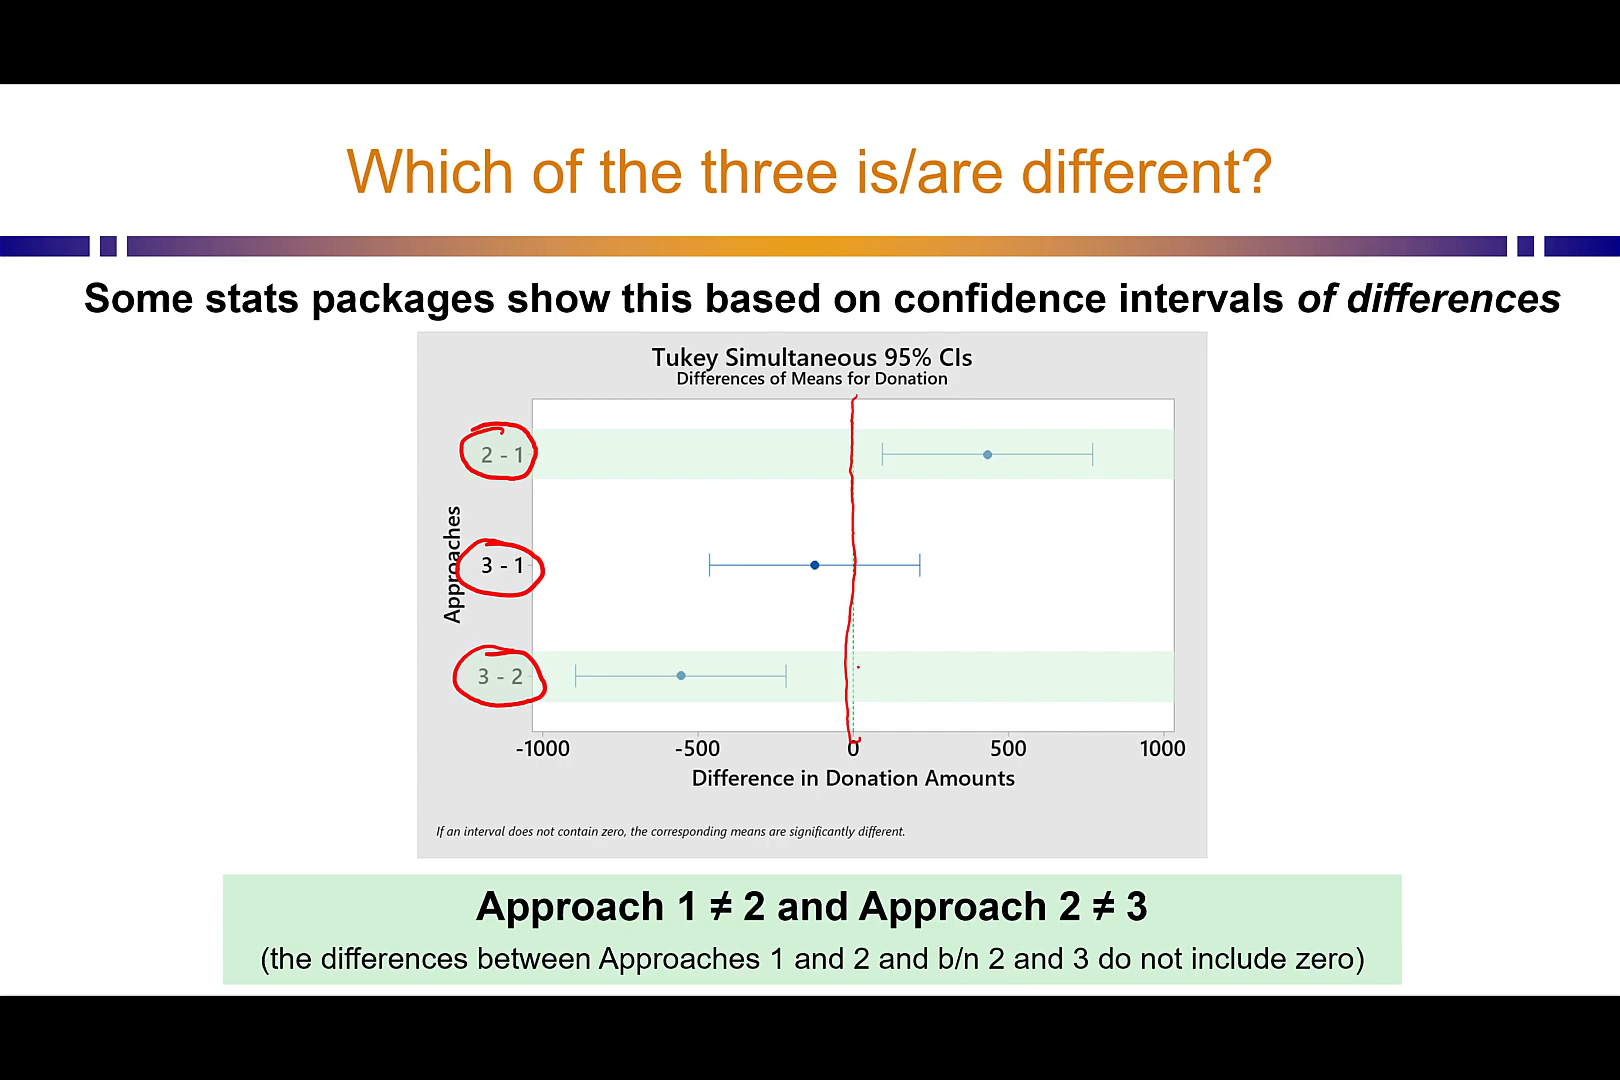 Which of the three is/are different?
Some stats packages show this based on confidence intervals of differences
Tukey Simultaneous 95% CIs
Differences of Means for Donation
Approaches
2 - 1
3 - 1
3 - 2
-1000 -500 0 500 1000
Difference in Donation Amounts
If an interval does not contain zero, the corresponding means are significantly different.
Approach 1 ≠ 2 and Approach 2 ≠ 3
(the differences between Approaches 1 and 2 and b/n 2 and 3 do not include zero)